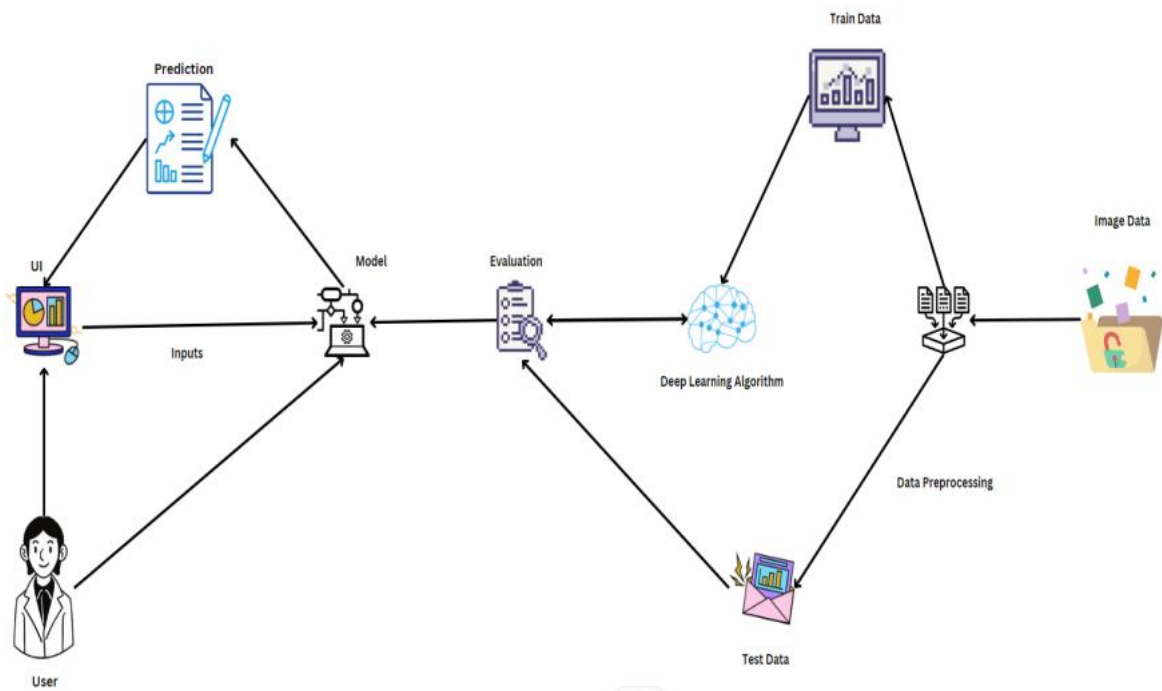 Train Data
Prediction
Image Data
UI
Model
Evaluation
Inputs
Deep Learning Algorithm
Data Preprocessing
Test Data
User